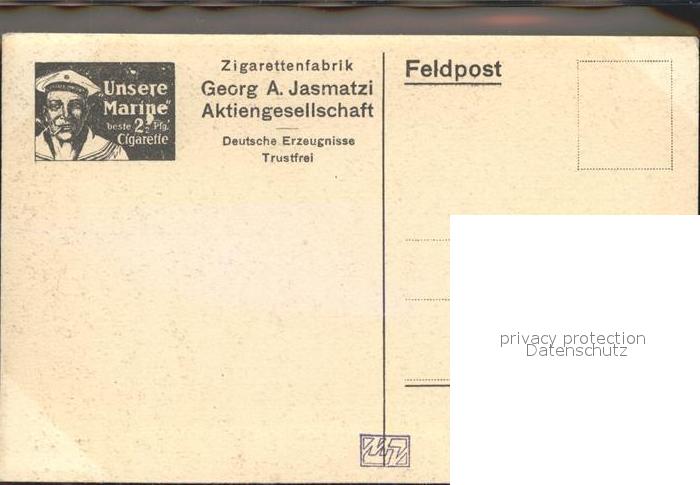 "Unsere
Marine"
beste 2½ Pfg.
Cigarette
Zigarettenfabrik
Georg A. Jasmatzi
Aktiengesellschaft
Deutsche Erzeugnisse
Trustfrei
Feldpost
privacy protection
Datenschutz